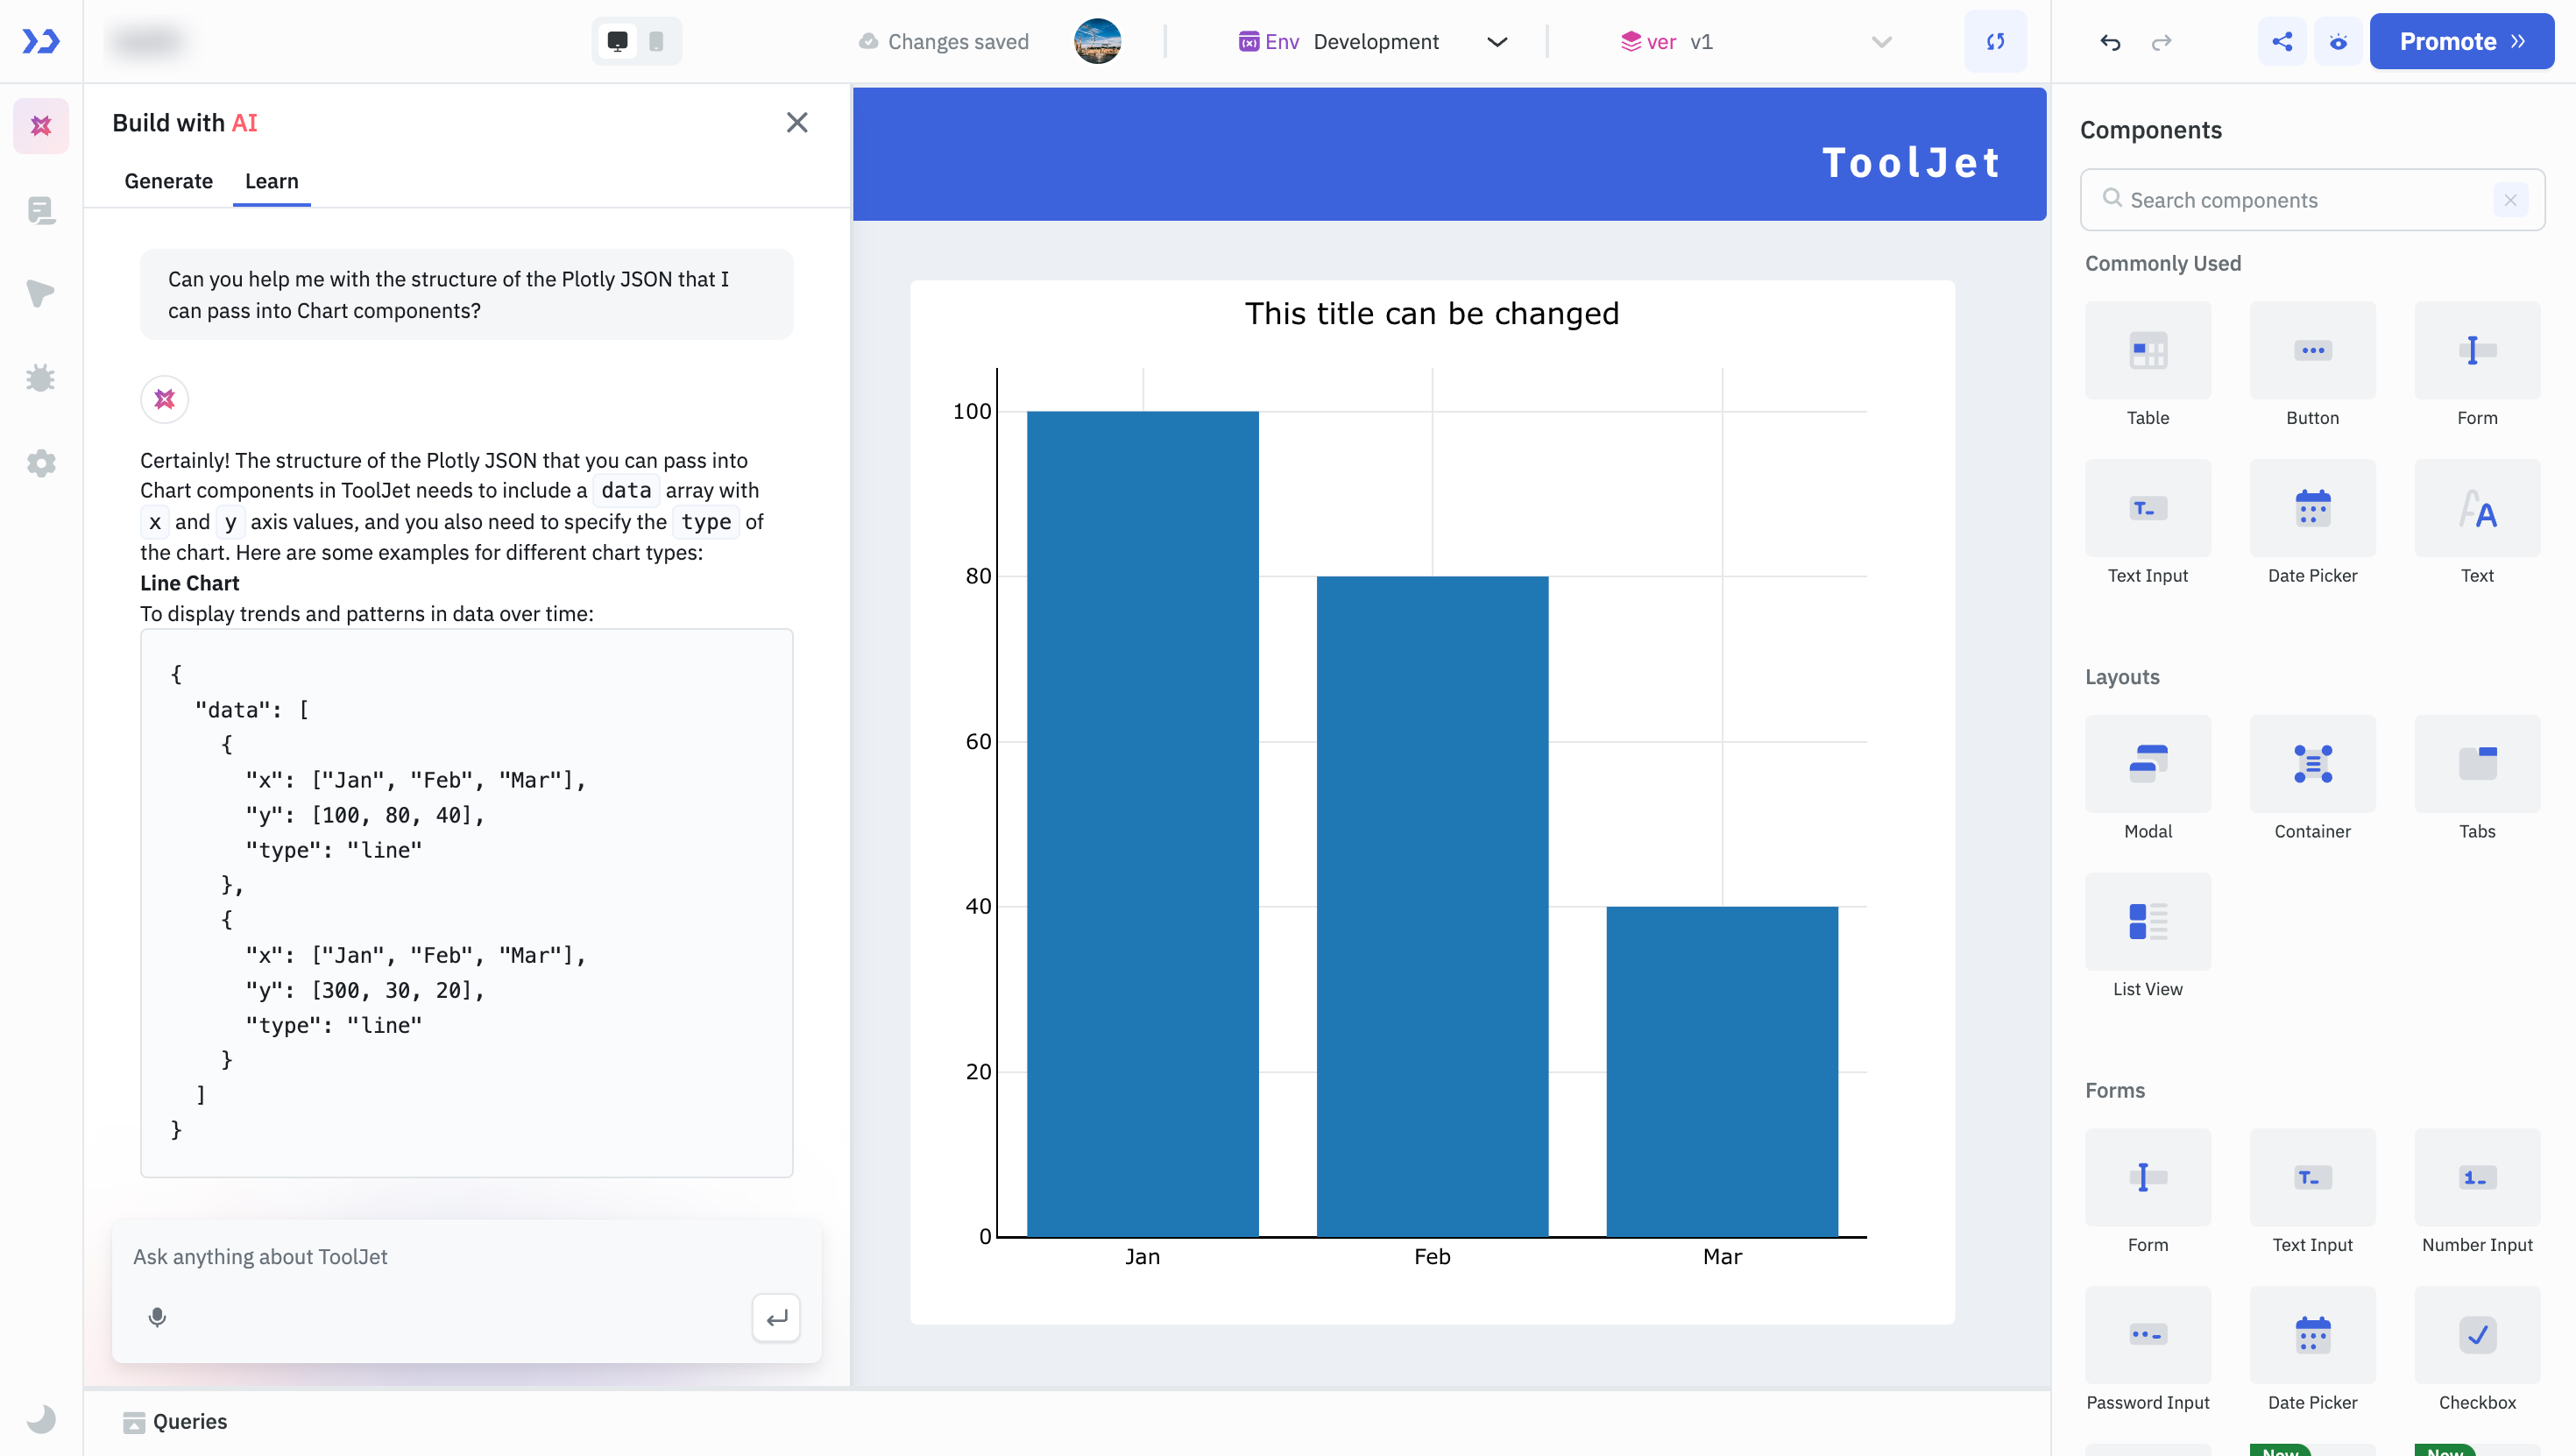 Changes saved
Env Development
ver v1
Promote
Build with AI
Generate
Learn
Can you help me with the structure of the Plotly JSON that I
can pass into Chart components?
Certainly! The structure of the Plotly JSON that you can pass into
Chart components in ToolJet needs to include a data array with
x and y axis values, and you also need to specify the type of
the chart. Here are some examples for different chart types:
Line Chart
To display trends and patterns in data over time:
{
"data": [
{
"x": ["Jan", "Feb", "Mar"],
"y": [100, 80, 40],
"type": "line"
},
{
"x": ["Jan", "Feb", "Mar"],
"y": [300, 30, 20],
"type": "line"
}
]
}
Ask anything about ToolJet
Queries
ToolJet
This title can be changed
100
80
60
40
20
0
Jan
Feb
Mar
Components
Search components
Commonly Used
Table
Button
Form
Text Input
Date Picker
Text
Layouts
Modal
Container
Tabs
List View
Forms
Form
Text Input
Number Input
Password Input
Date Picker
Checkbox
New
New